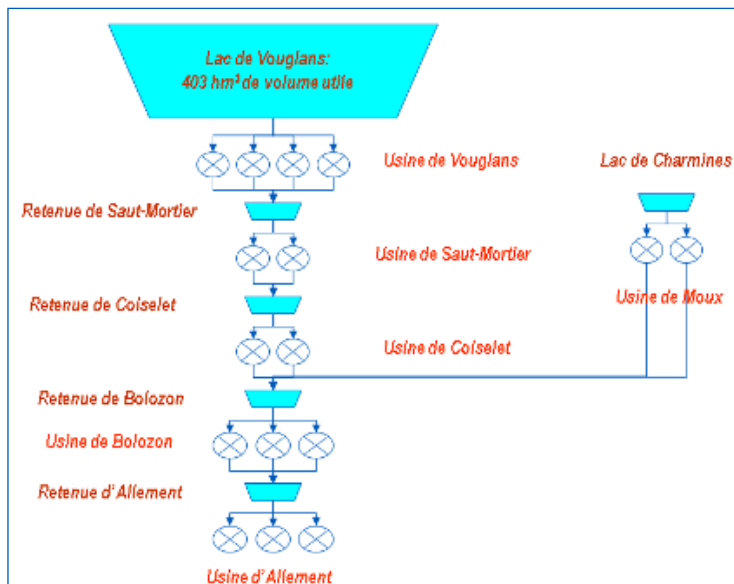 Lac de Vouglans:
403 hm³ de volume utile
Usine de Vouglans
Lac de Charmines
Retenue de Saut-Mortier
Usine de Saut-Mortier
Usine de Moux
Retenue de Coiselet
Usine de Coiselet
Retenue de Bolozon
Usine de Bolozon
Retenue d'Allement
Usine d'Allement